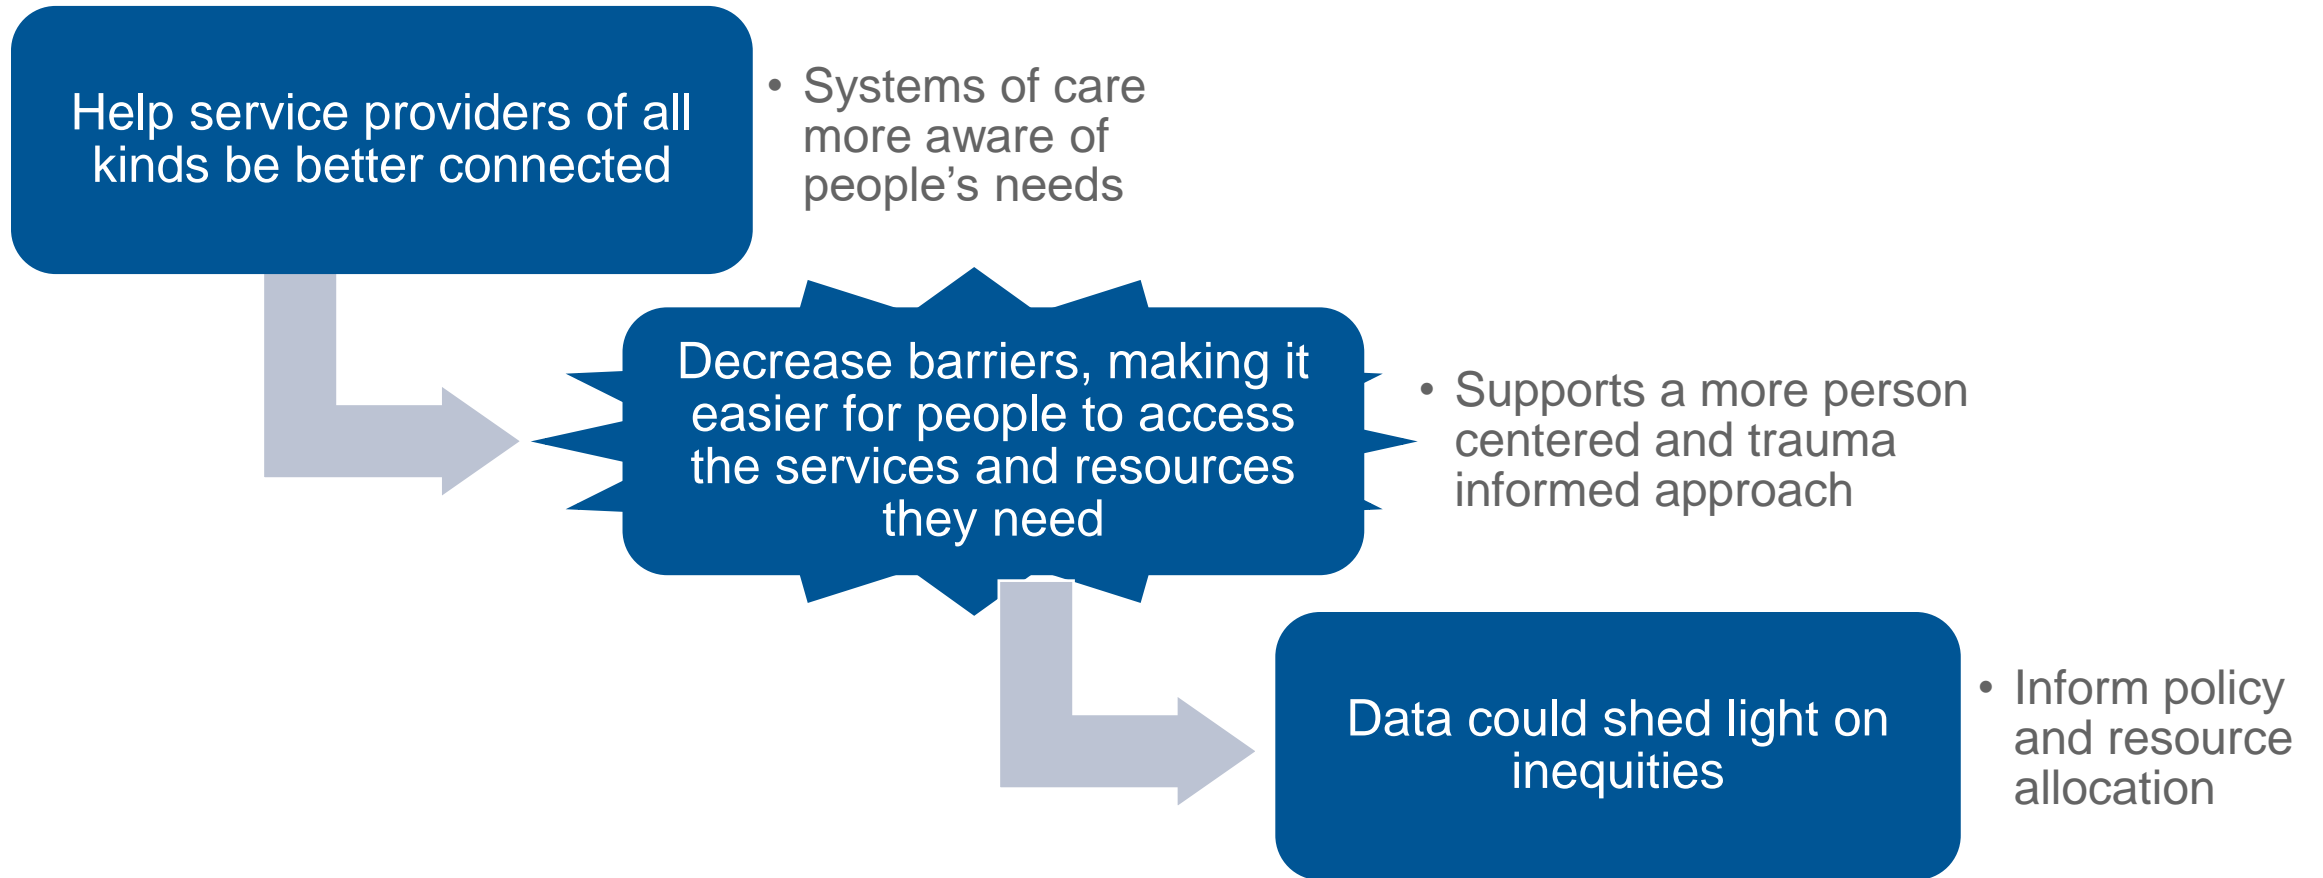 Help service providers of all
kinds be better connected
• Systems of care
more aware of
people’s needs
Decrease barriers, making it
easier for people to access
the services and resources
they need
• Supports a more person
centered and trauma
informed approach
Data could shed light on
inequities
• Inform policy
and resource
allocation